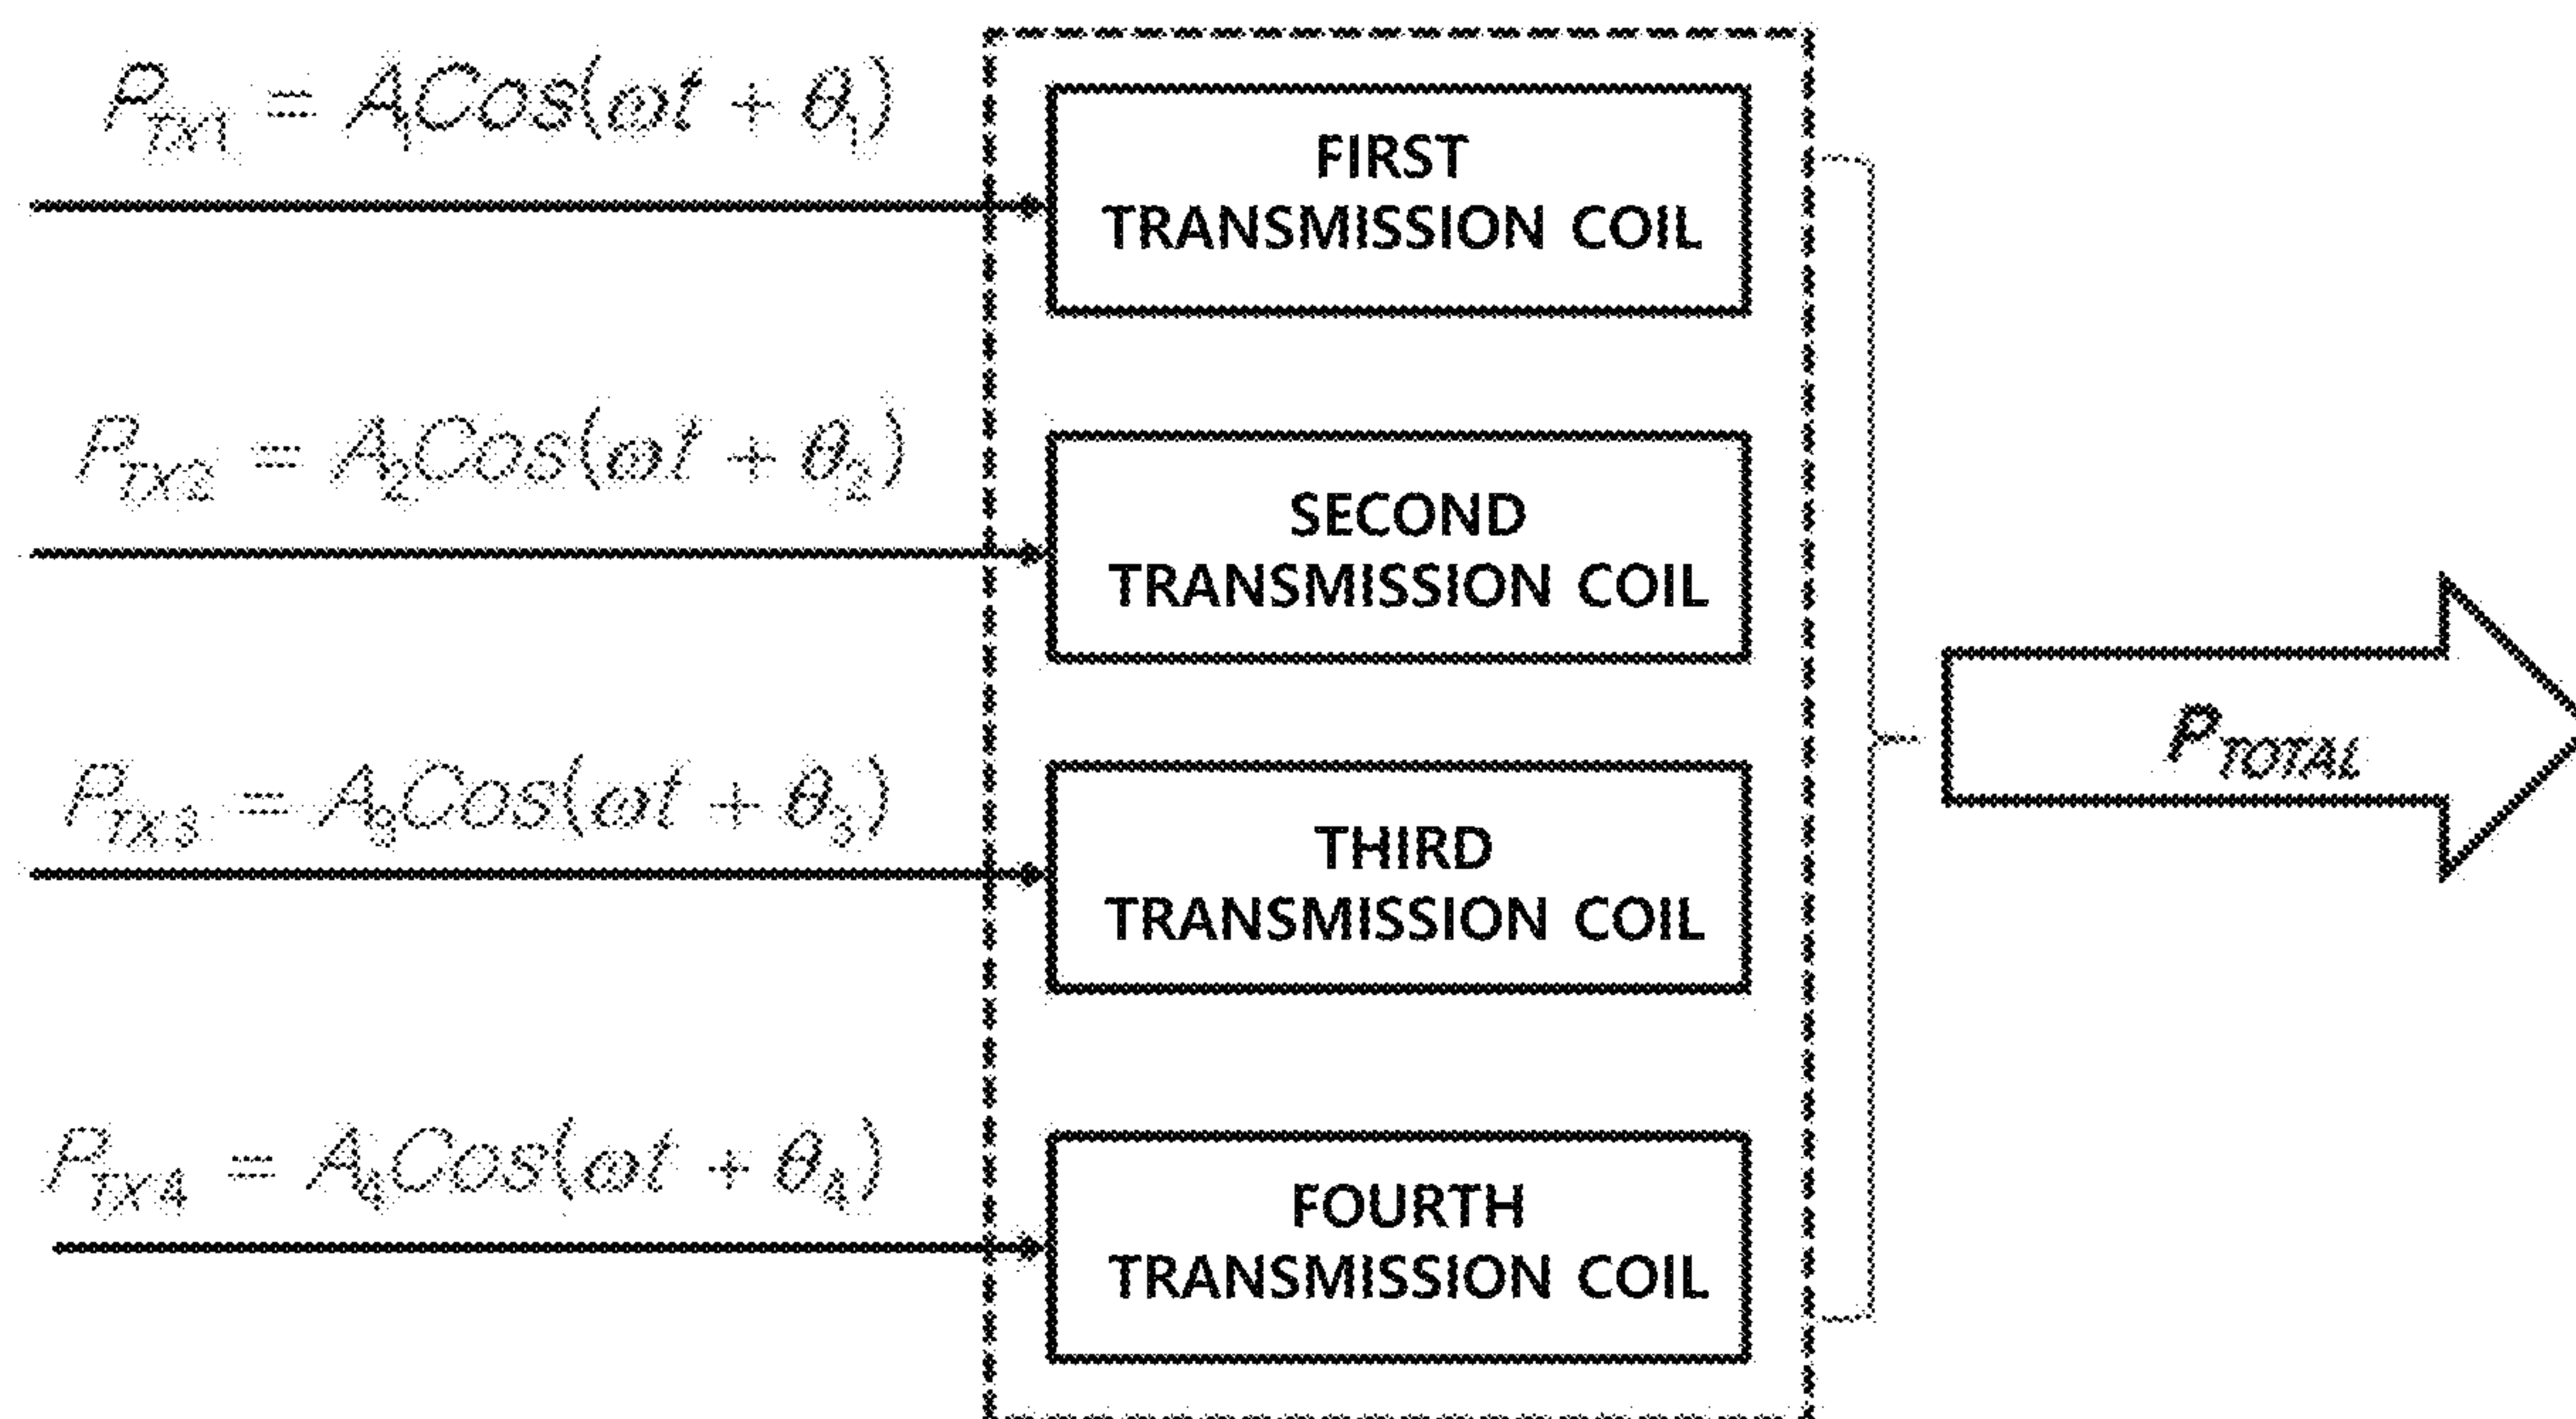 P_TX1 = A_1Cos(ωt + θ_1)
FIRST
TRANSMISSION COIL
P_TX2 = A_2Cos(ωt + θ_2)
SECOND
TRANSMISSION COIL
P_TX3 = A_3Cos(ωt + θ_3)
THIRD
TRANSMISSION COIL
P_TX4 = A_4Cos(ωt + θ_4)
FOURTH
TRANSMISSION COIL
P_TOTAL